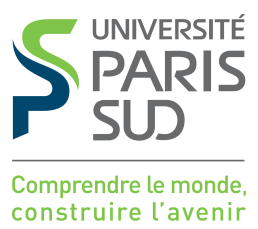 UNIVERSITÉ
PARIS
SUD
Comprendre le monde,
construire l'avenir